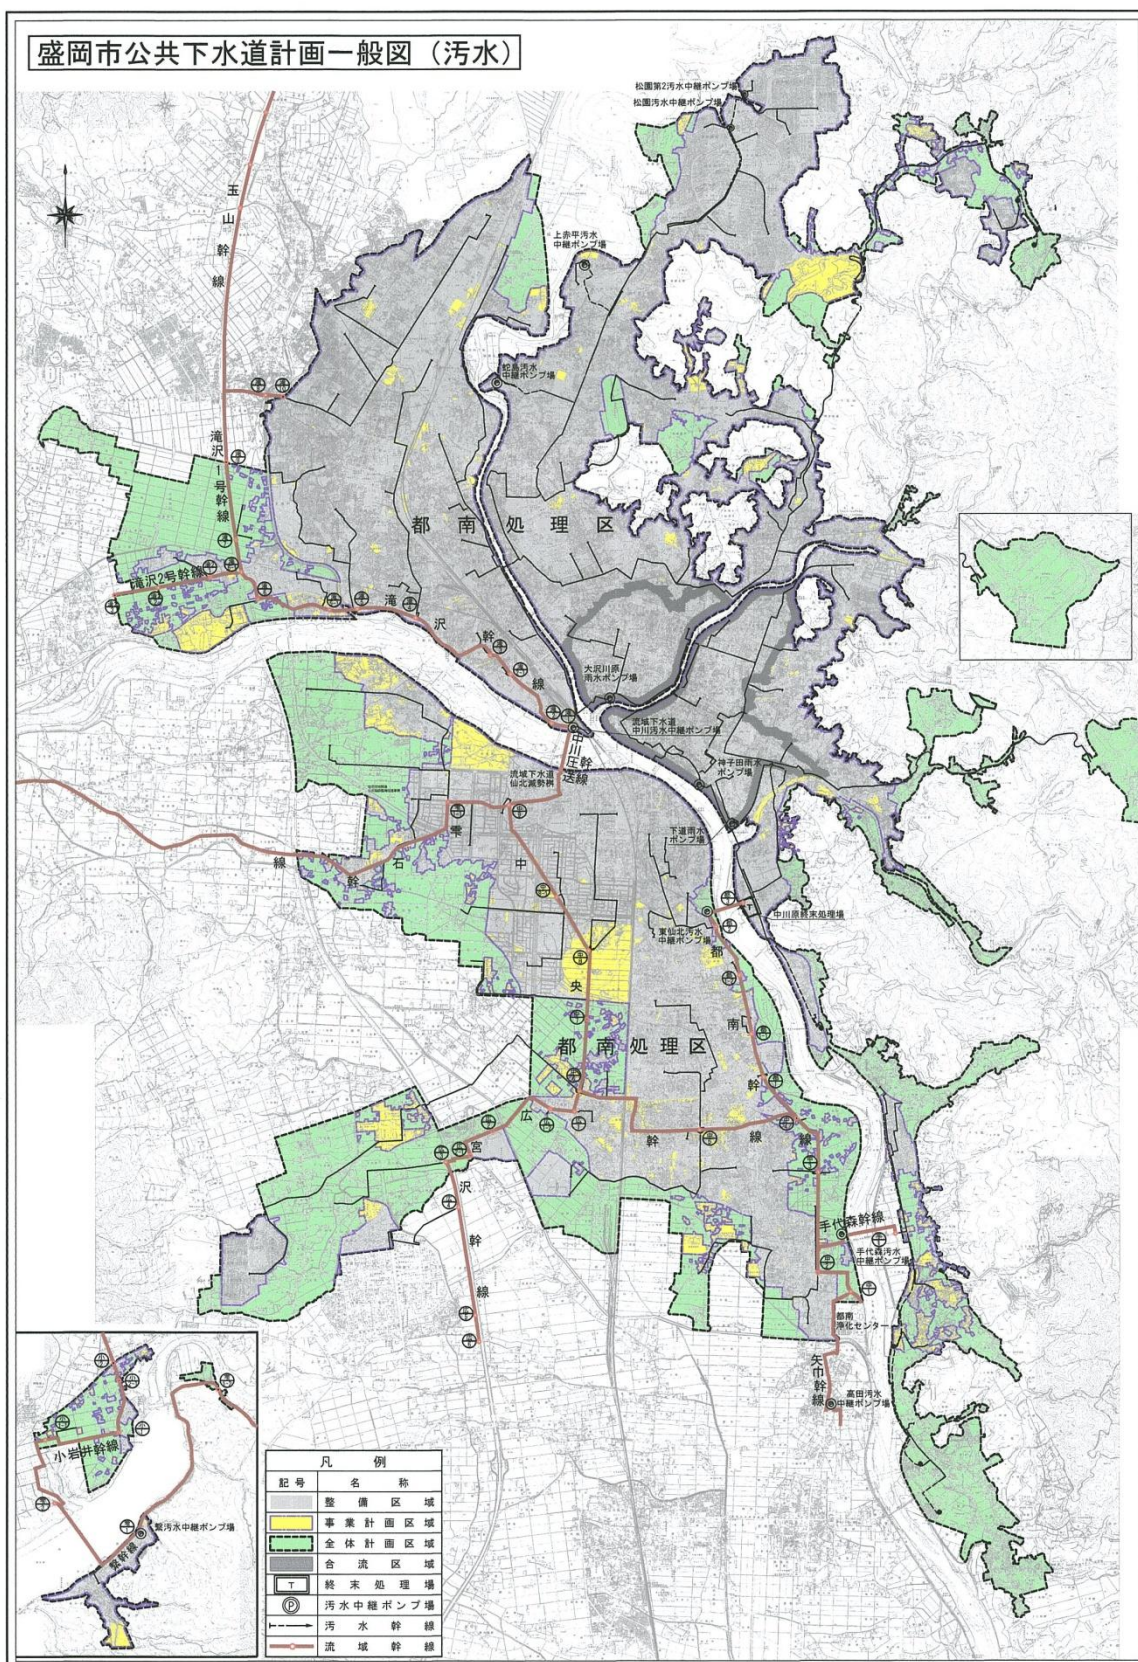 盛岡市公共下水道計画一般図（汚水）
松園第2汚水中継ポンプ場
松園汚水中継ポンプ場
玉山幹線
上赤平汚水
中継ポンプ場
蛇島汚水
中継ポンプ場
滝沢1号幹線
都南処理区
滝沢2号幹線
滝沢幹線
大沢川原
雨水ポンプ場
流域下水道
中川汚水中継ポンプ場
中川圧送幹線
神子田雨水
ポンプ場
流域下水道
仙北減勢桝
下道雨水
ポンプ場
雫石幹線
中央幹線
中川原終末処理場
東仙北汚水
中継ポンプ場
都南幹線
都南処理区
広宮沢幹線
手代森幹線
手代森汚水
中継ポンプ場
都南
浄化センター
矢巾幹線
高田汚水
中継ポンプ場
小岩井幹線
繋汚水中継ポンプ場
繋幹線
凡例
記号 名称
整備区域
事業計画区域
全体計画区域
合流区域
T 終末処理場
P 汚水中継ポンプ場
汚水幹線
流域幹線